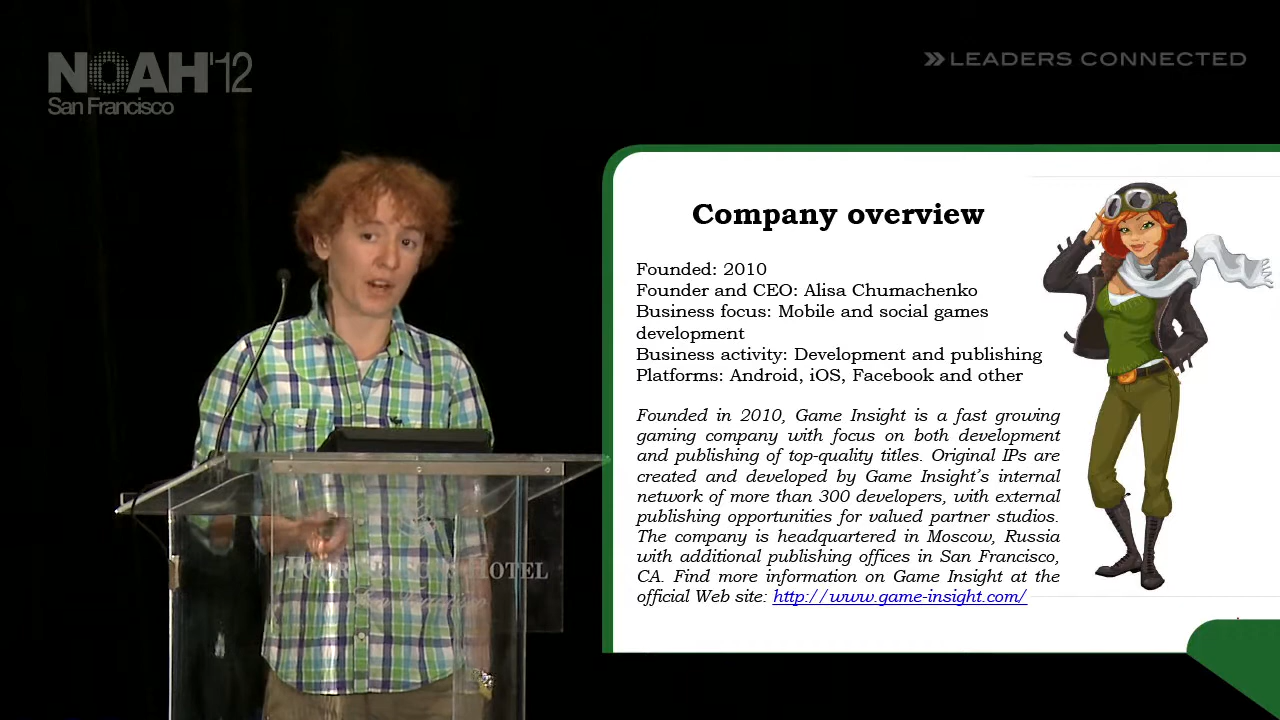 NOAH'12
San Francisco
LEADERS CONNECTED
Company overview
Founded: 2010
Founder and CEO: Alisa Chumachenko
Business focus: Mobile and social games
development
Business activity: Development and publishing
Platforms: Android, iOS, Facebook and other
Founded in 2010, Game Insight is a fast growing
gaming company with focus on both development
and publishing of top-quality titles. Original IPs are
created and developed by Game Insight's internal
network of more than 300 developers, with external
publishing opportunities for valued partner studios.
The company is headquartered in Moscow, Russia
with additional publishing offices in San Francisco,
CA. Find more information on Game Insight at the
official Web site: http://www.game-insight.com/
HOTEL